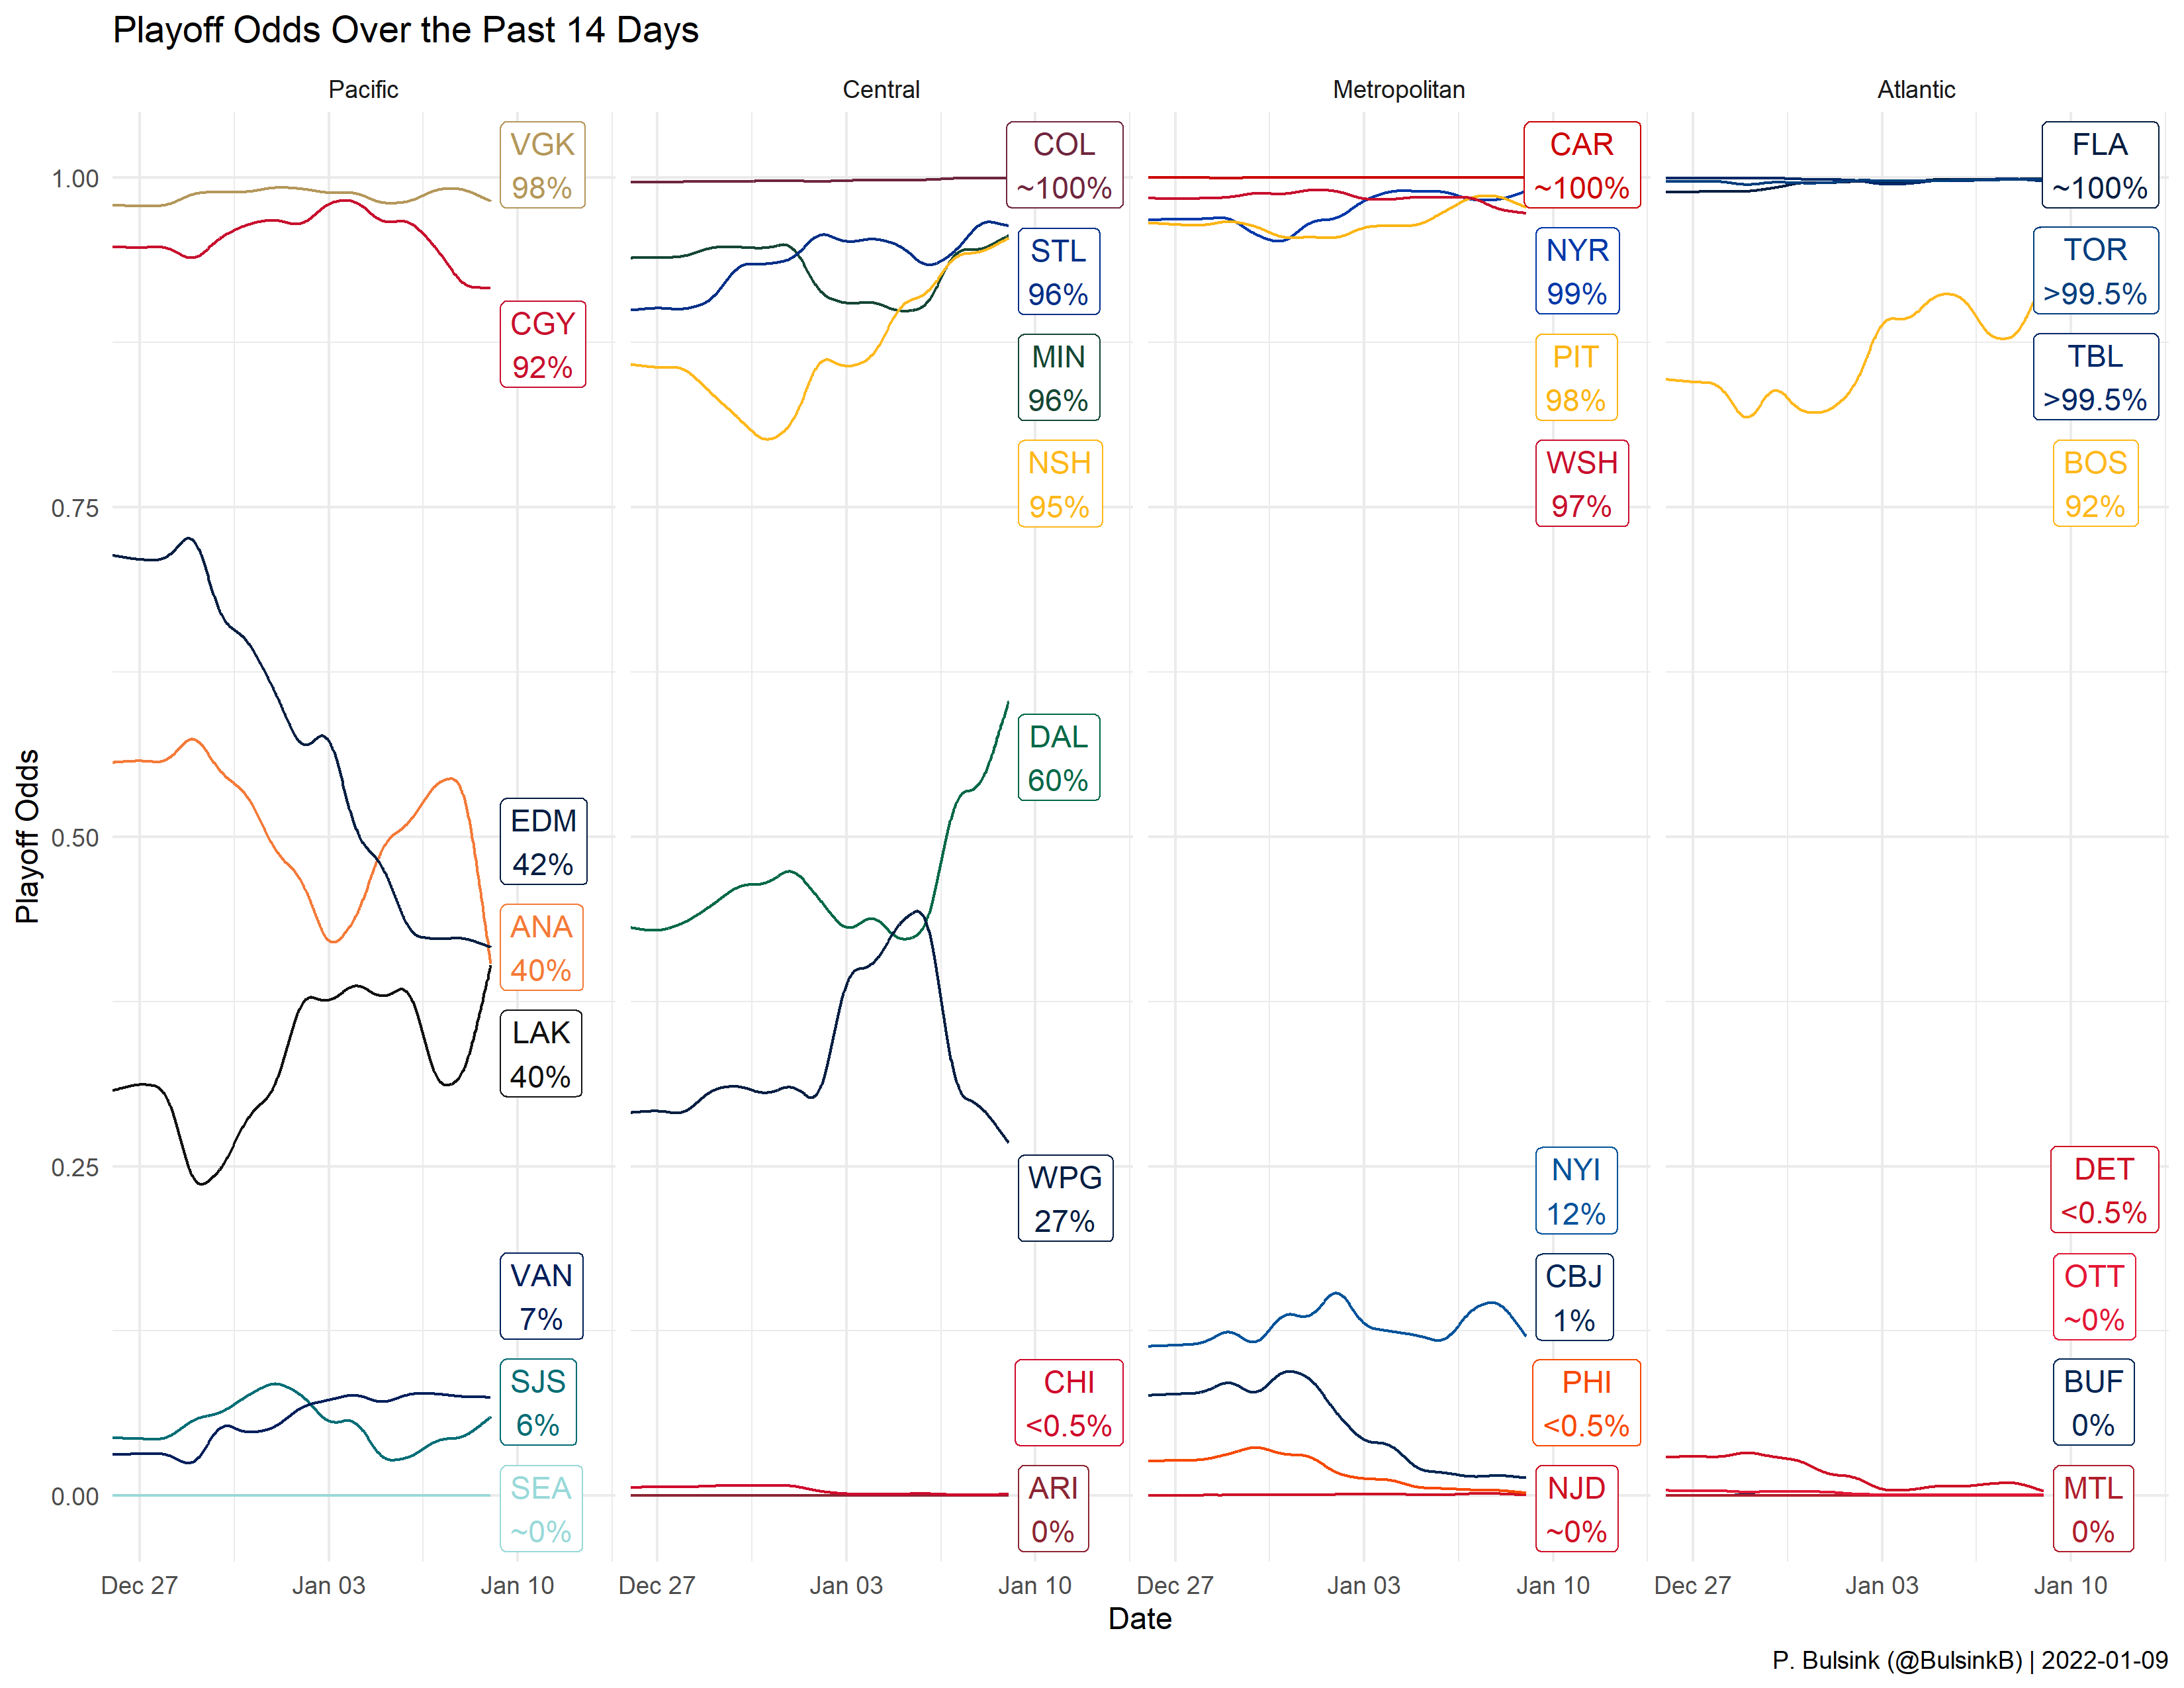 Playoff Odds Over the Past 14 Days
Pacific
Central
Metropolitan
Atlantic
Playoff Odds
1.00
0.75
0.50
0.25
0.00
VGK
98%
CGY
92%
EDM
42%
ANA
40%
LAK
40%
VAN
7%
SJS
6%
SEA
~0%
COL
~100%
STL
96%
MIN
96%
NSH
95%
DAL
60%
WPG
27%
CHI
<0.5%
ARI
0%
CAR
~100%
NYR
99%
PIT
98%
WSH
97%
NYI
12%
CBJ
1%
PHI
<0.5%
NJD
~0%
FLA
~100%
TOR
>99.5%
TBL
>99.5%
BOS
92%
DET
<0.5%
OTT
~0%
BUF
0%
MTL
0%
Dec 27
Jan 03
Jan 10
Dec 27
Jan 03
Jan 10
Dec 27
Jan 03
Jan 10
Dec 27
Jan 03
Jan 10
Date
P. Bulsink (@BulsinkB) | 2022-01-09